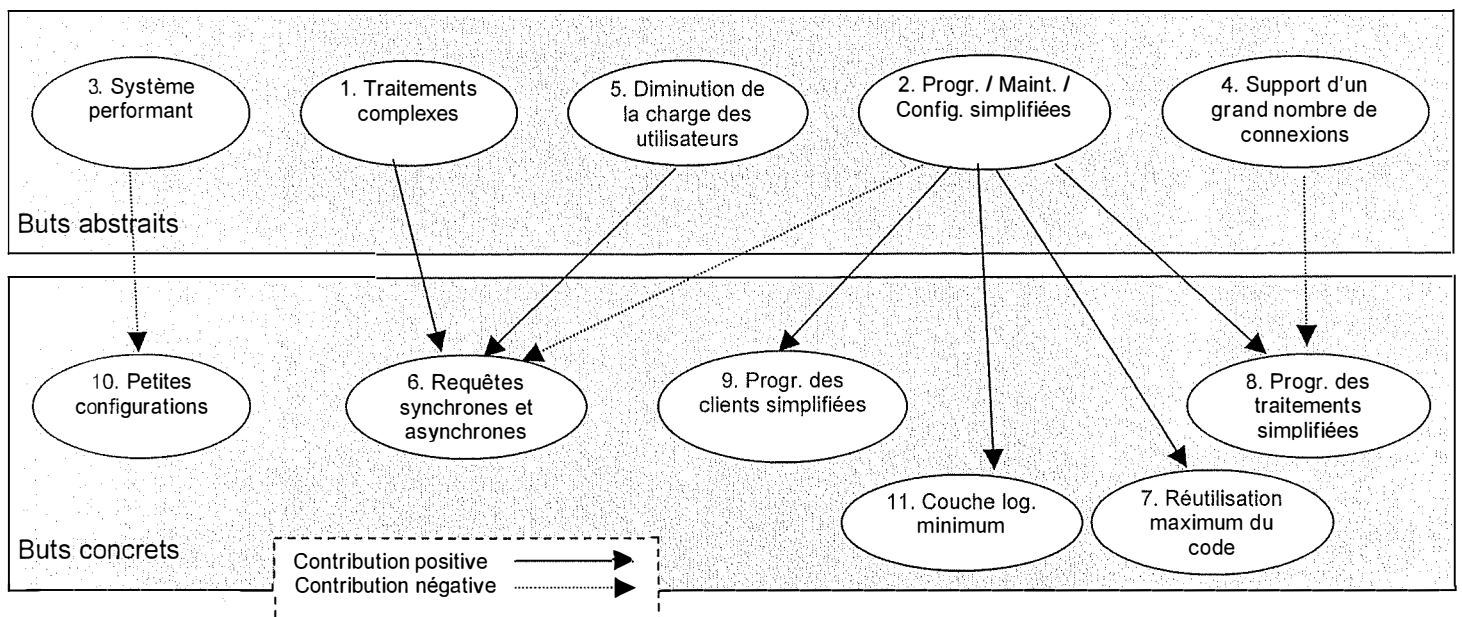 3. Système
performant
1. Traitements
complexes
5. Diminution de
la charge des
utilisateurs
2. Progr. / Maint. /
Config. simplifiées
4. Support d'un
grand nombre de
connexions
Buts abstraits
10. Petites
configurations
6. Requêtes
synchrones et
asynchrones
9. Progr. des
clients simplifiées
8. Progr. des
traitements
simplifiées
11. Couche log.
minimum
7. Réutilisation
maximum du
code
Buts concrets
Contribution positive
Contribution négative